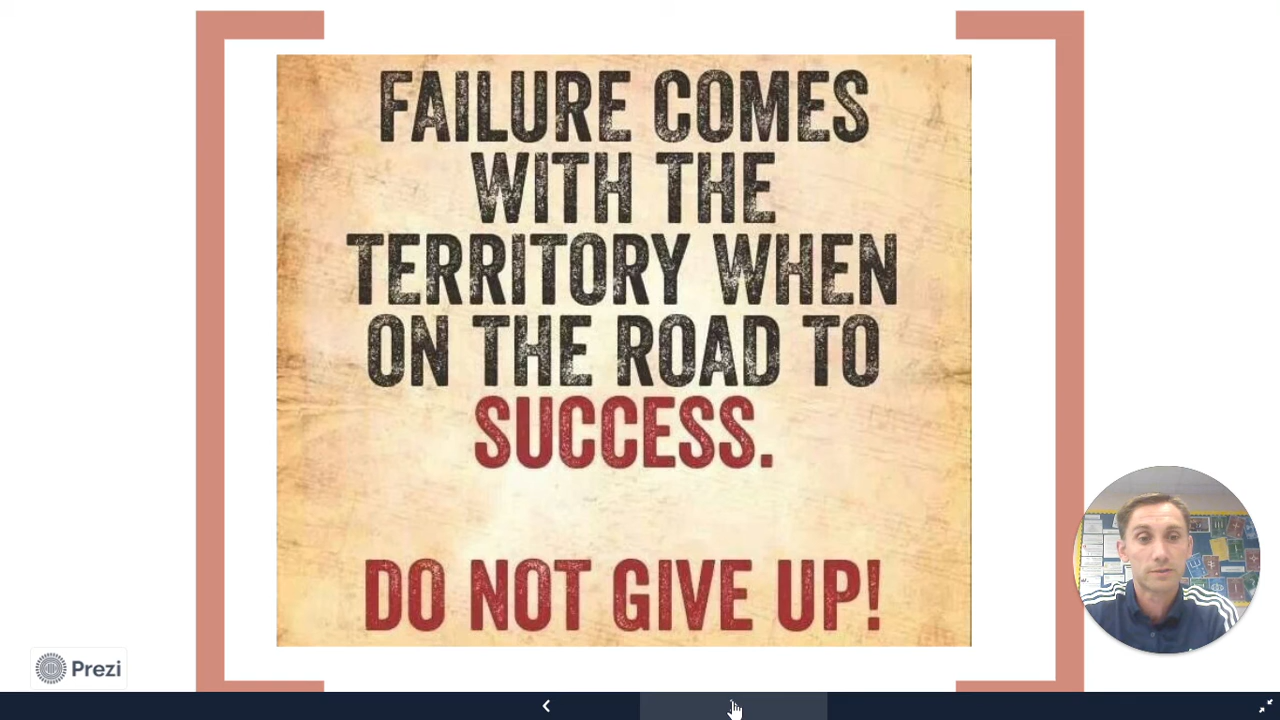 FAILURE COMES
WITH THE
TERRITORY WHEN
ON THE ROAD TO
SUCCESS.
DO NOT GIVE UP!
Prezi